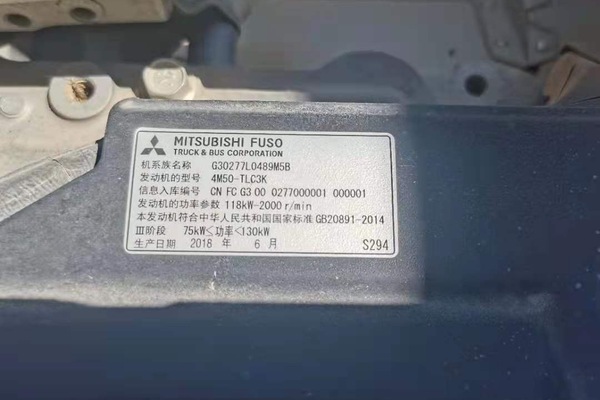 MITSUBISHI FUSO
TRUCK & BUS CORPORATION
机系族名称 G30277L0489M5B
发动机的型号 4M50-TLC3K
信息入库编号 CN FC G3 00 0277000001 000001
发动机的功率参数 118kW-2000 r/min
本发动机符合中华人民共和国国家标准 GB20891-2014
III阶段 75kW≤功率<130kW
生产日期 2018 年 6 月 S294